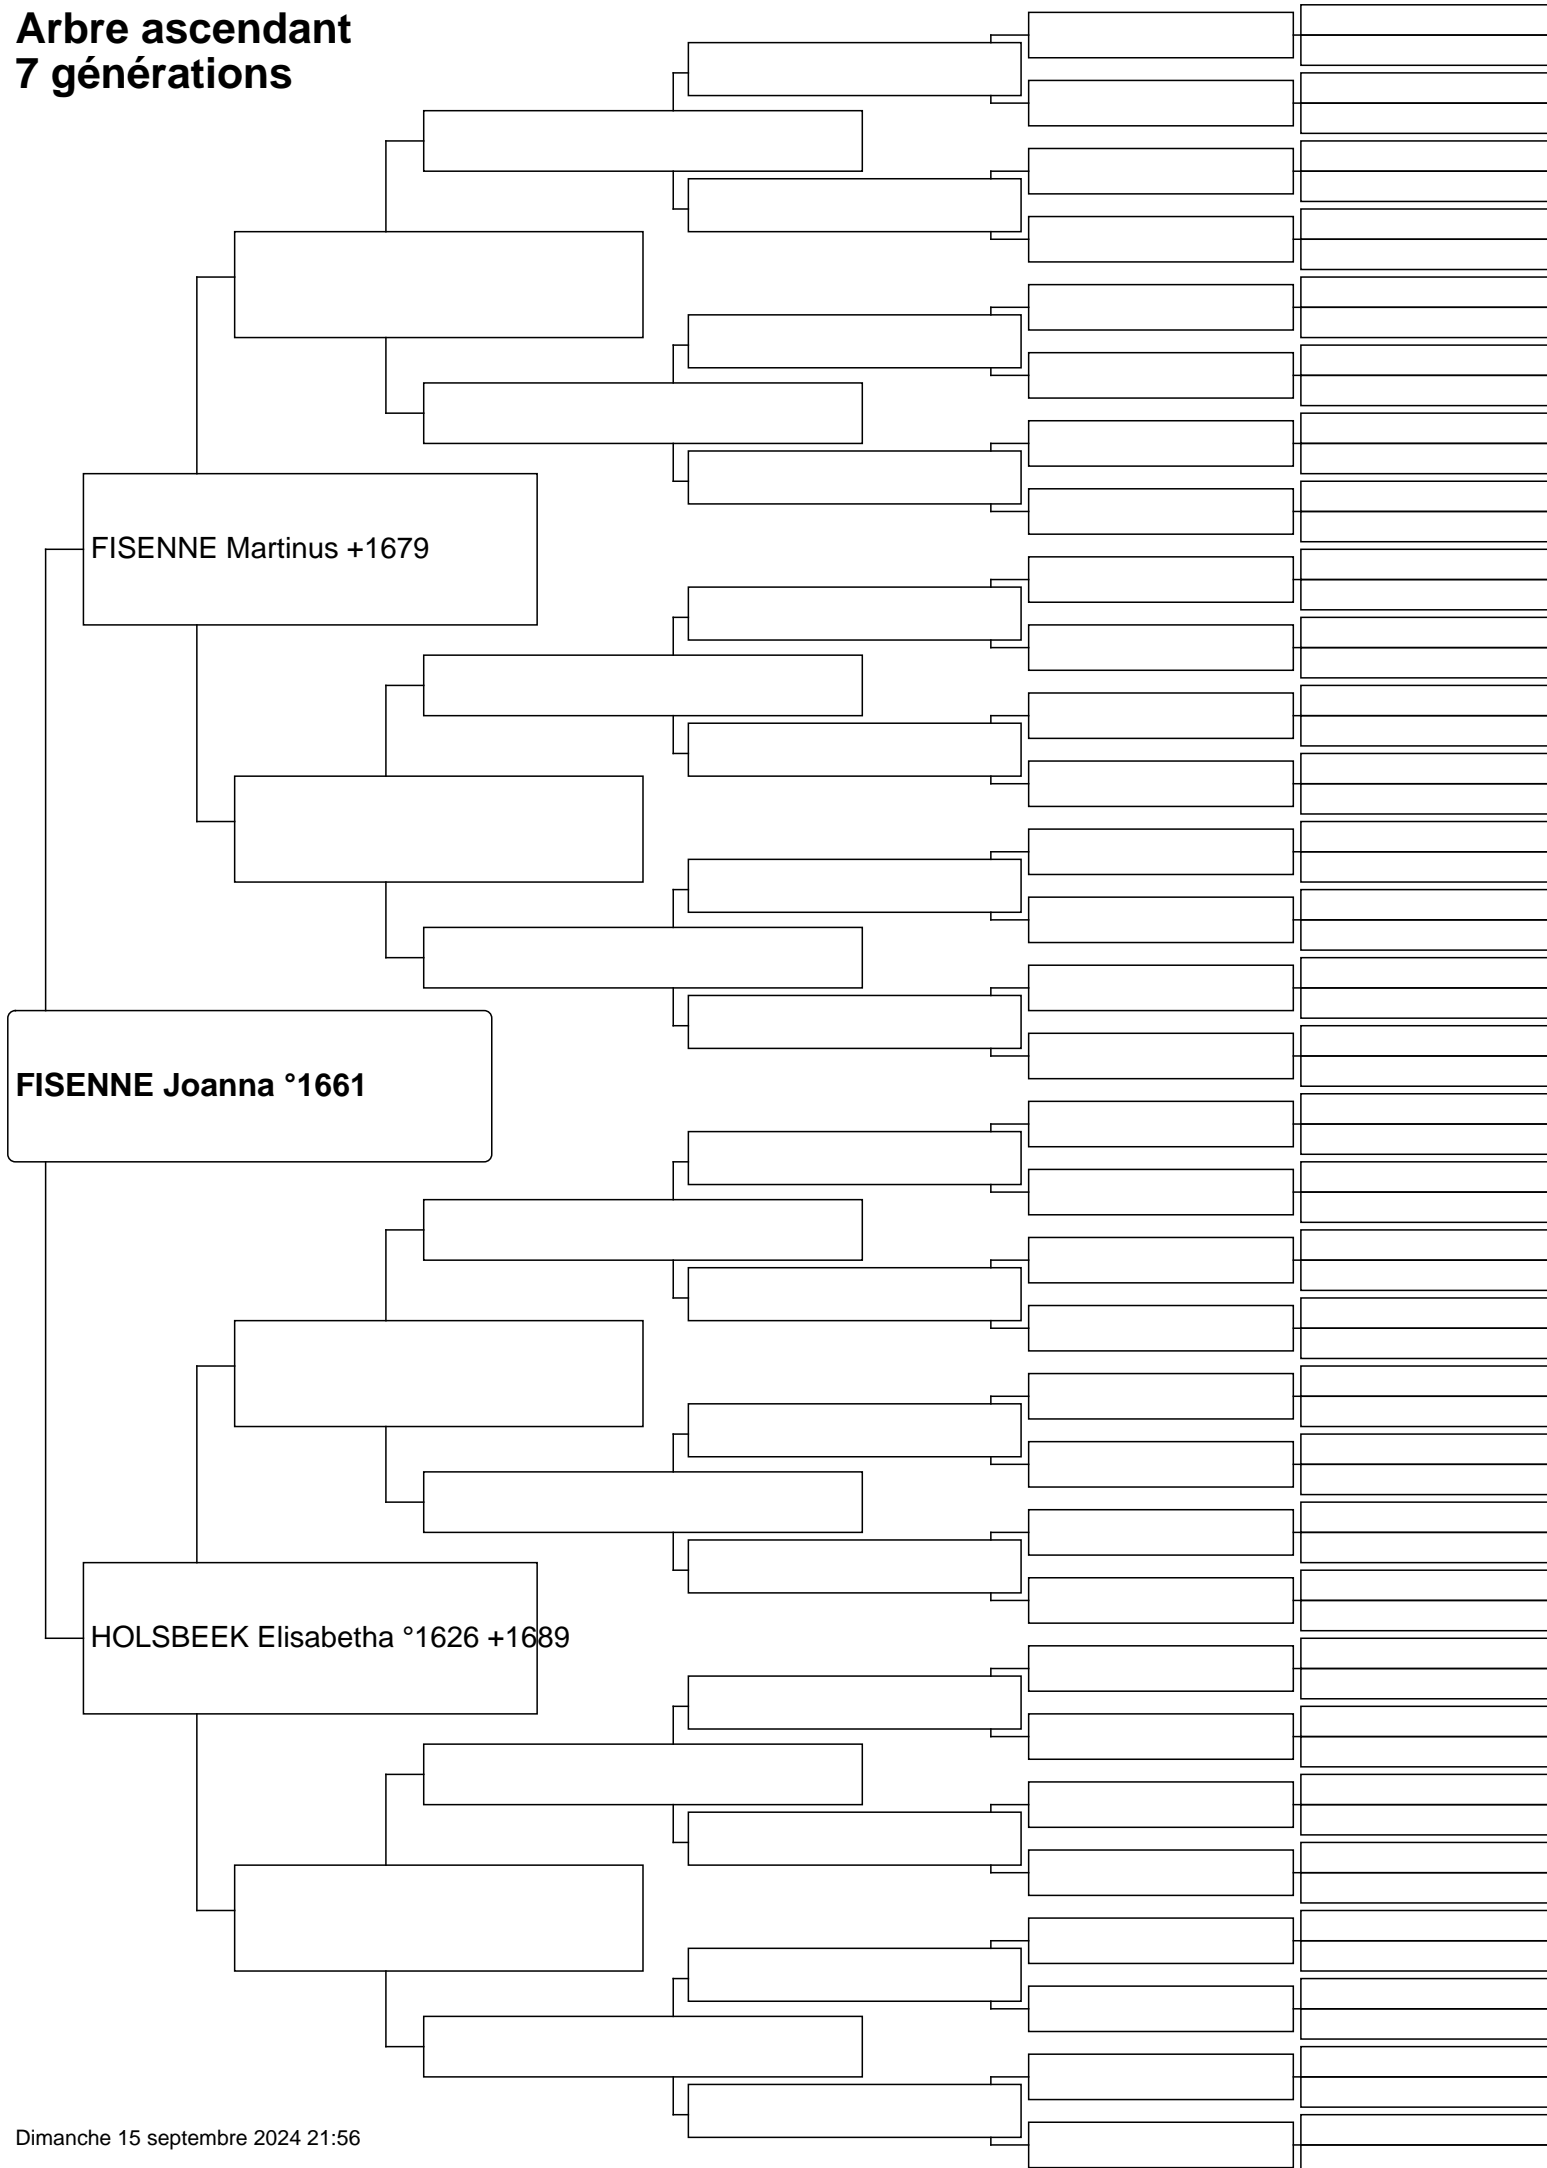 Arbre ascendant
7 générations
FISENNE Martinus +1679
FISENNE Joanna °1661
HOLSBEEK Elisabetha °1626 +1689
Dimanche 15 septembre 2024 21:56